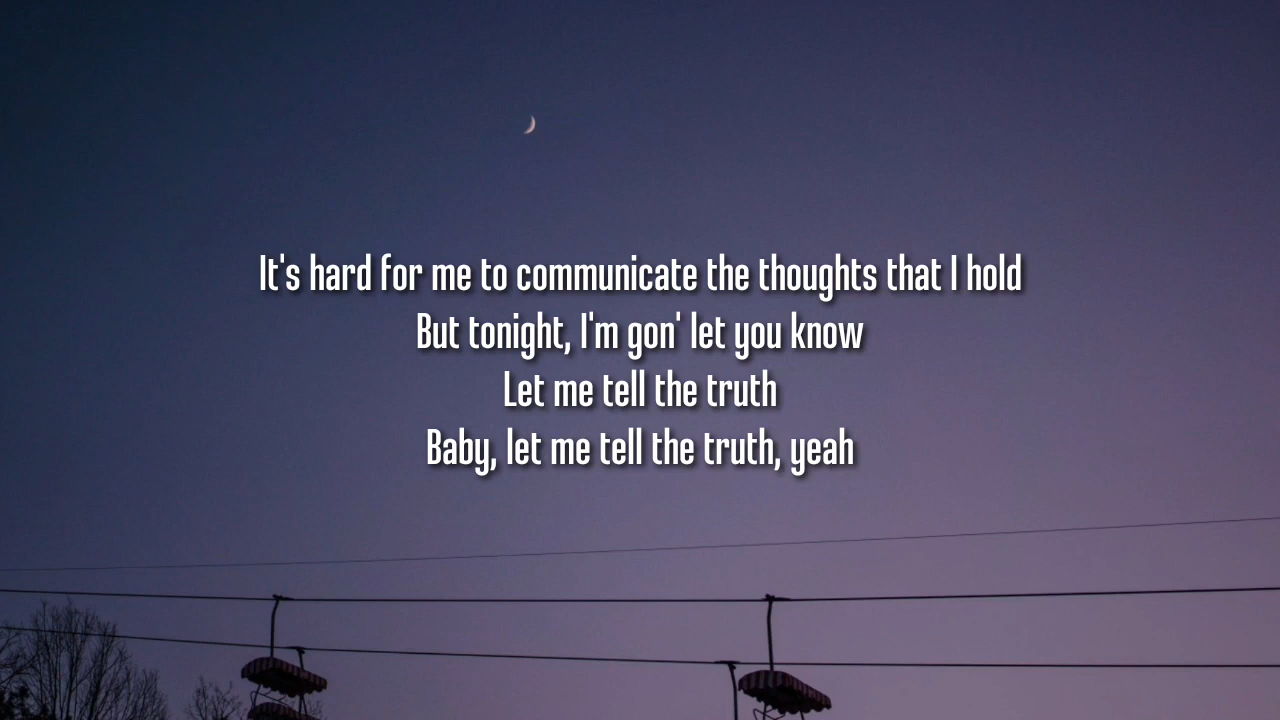 It's hard for me to communicate the thoughts that I hold
But tonight, I'm gon' let you know
Let me tell the truth
Baby, let me tell the truth, yeah